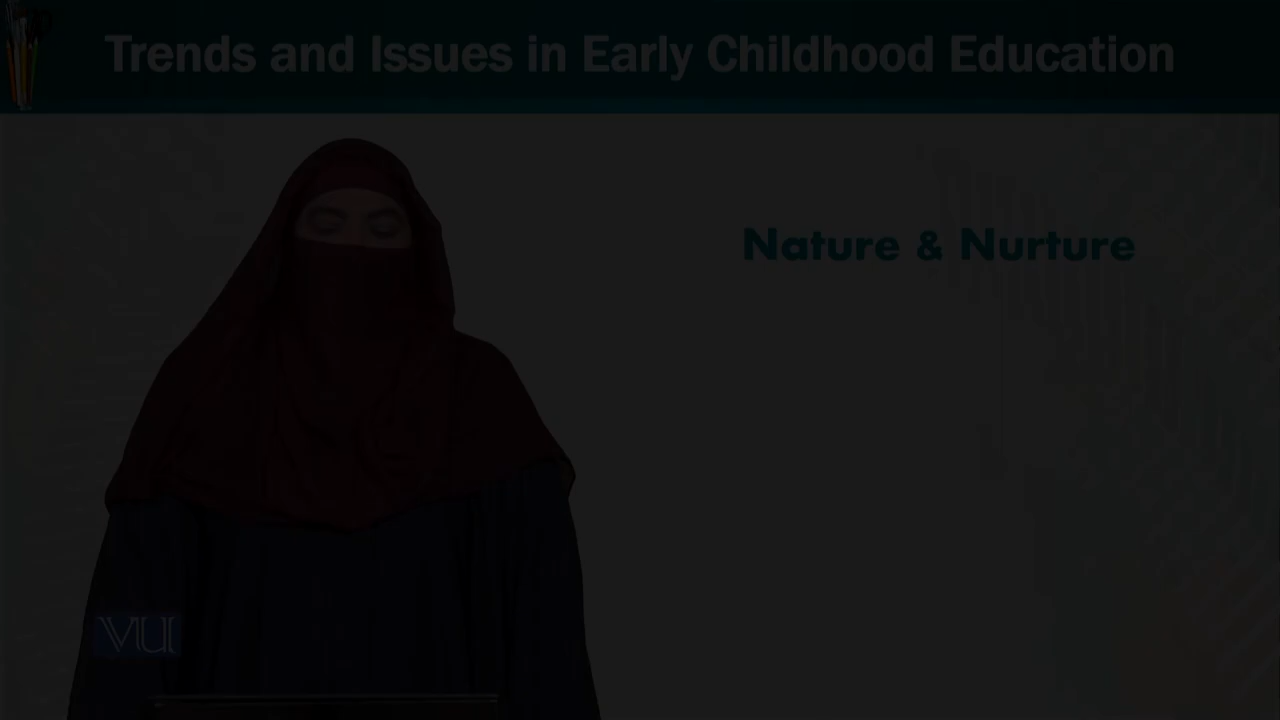 Trends and Issues in Early Childhood Education
Nature & Nurture
VU